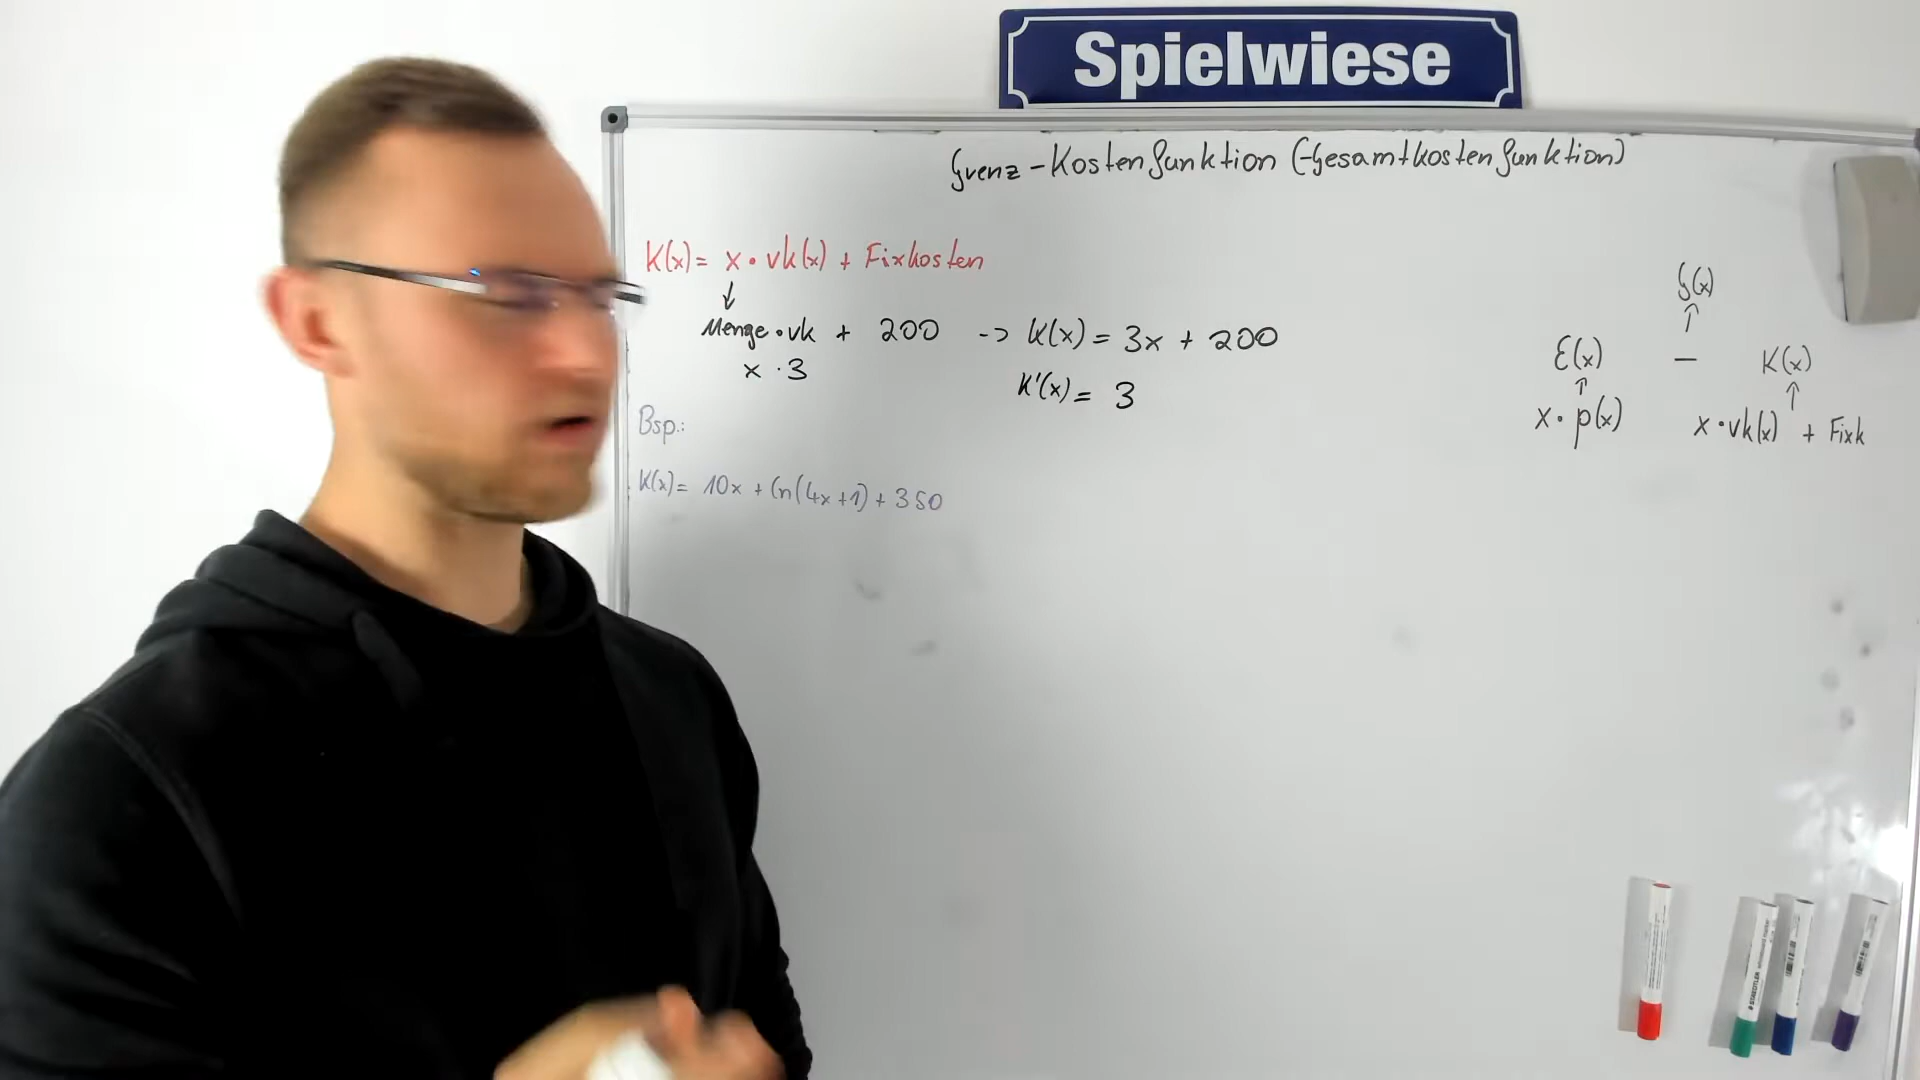 Spielwiese
Grenz-Kostenfunktion (-Gesamtkostenfunktion)
K(x) = x • vk(x) + Fixkosten
↓
Menge • vk + 200 -> K(x) = 3x + 200
x · 3
K'(x) = 3
Bsp.:
K(x) = 10x + ln(4x+1) + 350
G(x)
↑
E(x) – K(x)
↑ ↑
x • p(x) x • vk(x) + Fixk
STAEDTLER